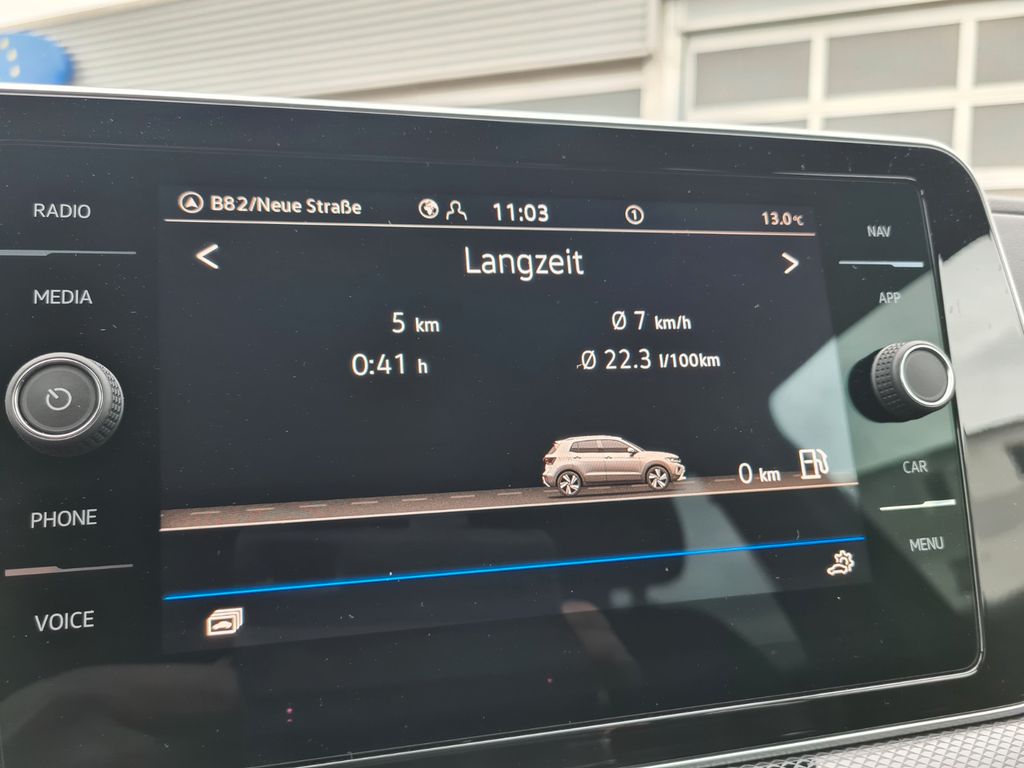 RADIO
MEDIA
PHONE
VOICE
B82/Neue Straße
11:03
1
13.0°C
< Langzeit >
5 km
Ø 7 km/h
0:41 h
Ø 22.3 l/100km
0 km
NAV
APP
CAR
MENU